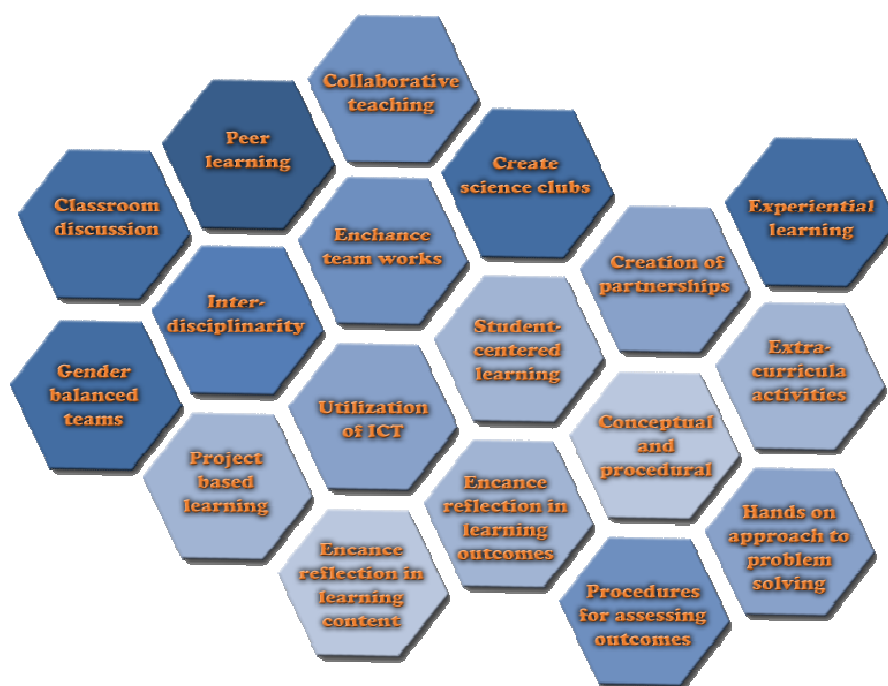 Collaborative
teaching
Peer
learning
Create
science clubs
Experiential
learning
Classroom
discussion
Enchance
team works
Creation of
partnerships
Inter-
disciplinarity
Student-
centered
learning
Extra-
curricula
activities
Gender
balanced
teams
Utilization
of ICT
Conceptual
and
procedural
Project
based
learning
Encance
reflection in
learning
outcomes
Hands on
approach to
problem
solving
Encance
reflection in
learning
content
Procedures
for assessing
outcomes